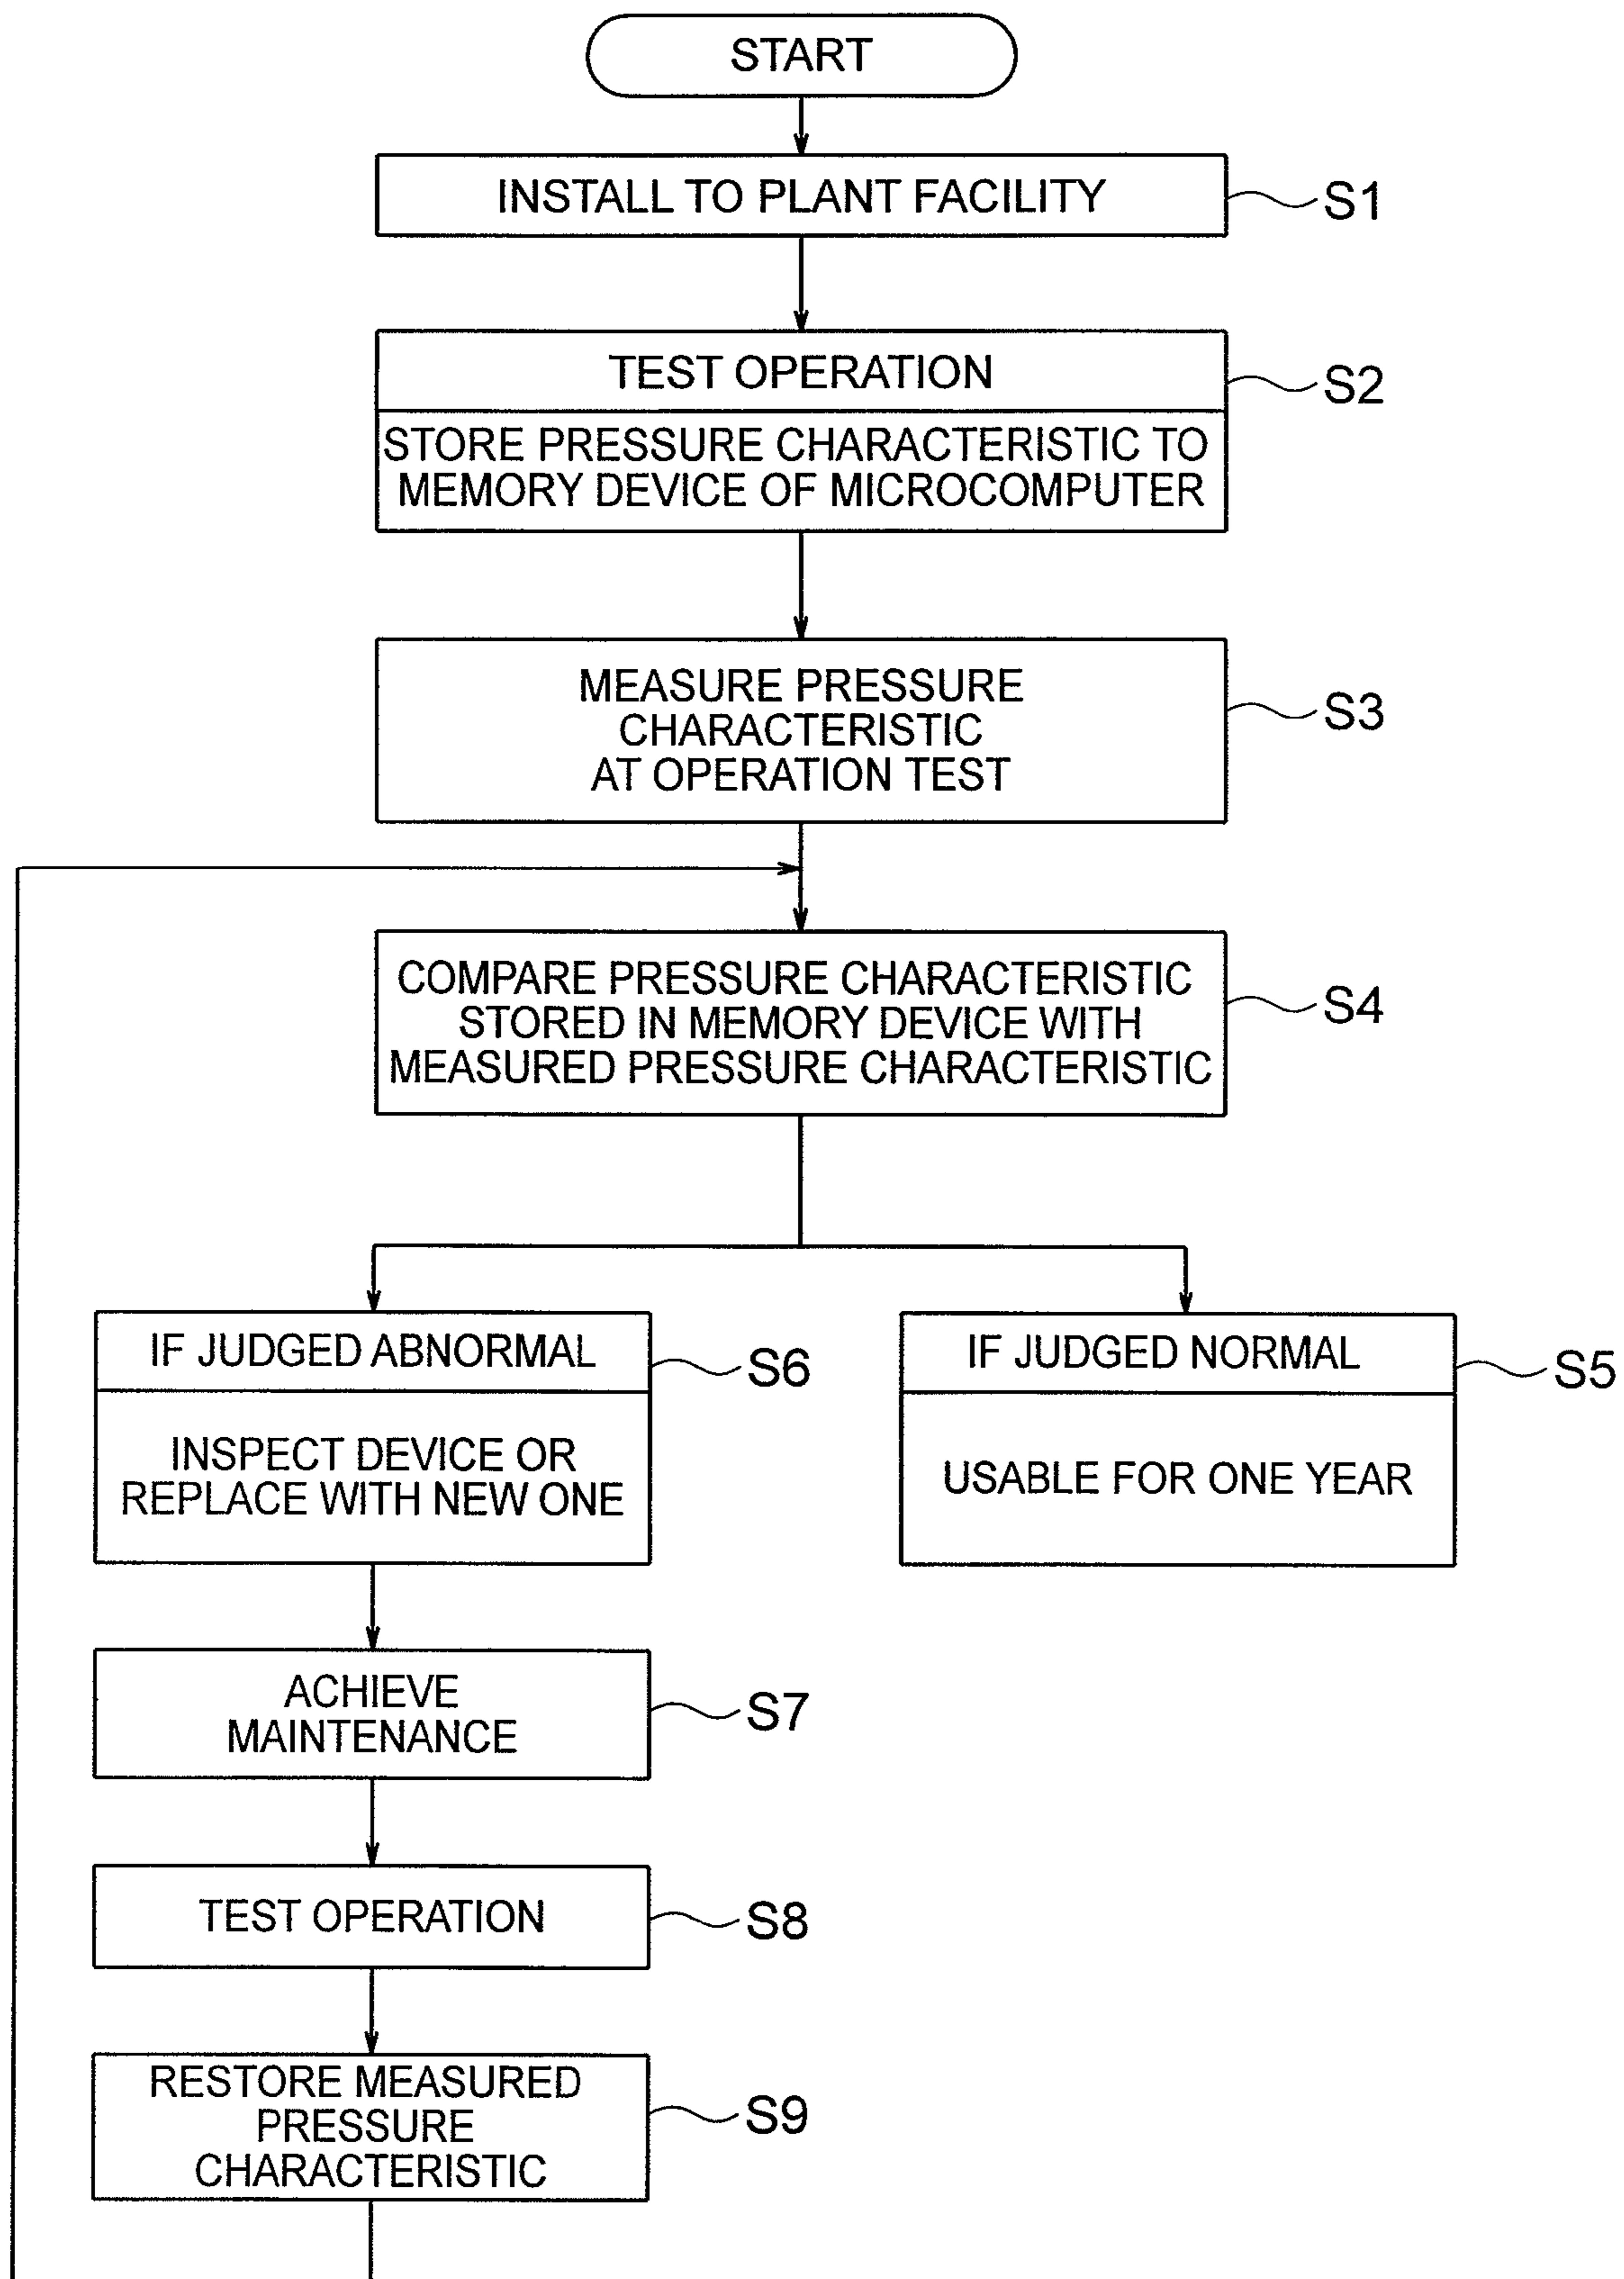 START
INSTALL TO PLANT FACILITY
S1
TEST OPERATION
S2
STORE PRESSURE CHARACTERISTIC TO
MEMORY DEVICE OF MICROCOMPUTER
MEASURE PRESSURE
CHARACTERISTIC
AT OPERATION TEST
S3
COMPARE PRESSURE CHARACTERISTIC
STORED IN MEMORY DEVICE WITH
MEASURED PRESSURE CHARACTERISTIC
S4
IF JUDGED ABNORMAL
S6
INSPECT DEVICE OR
REPLACE WITH NEW ONE
IF JUDGED NORMAL
S5
USABLE FOR ONE YEAR
ACHIEVE
MAINTENANCE
S7
TEST OPERATION
S8
RESTORE MEASURED
PRESSURE
CHARACTERISTIC
S9